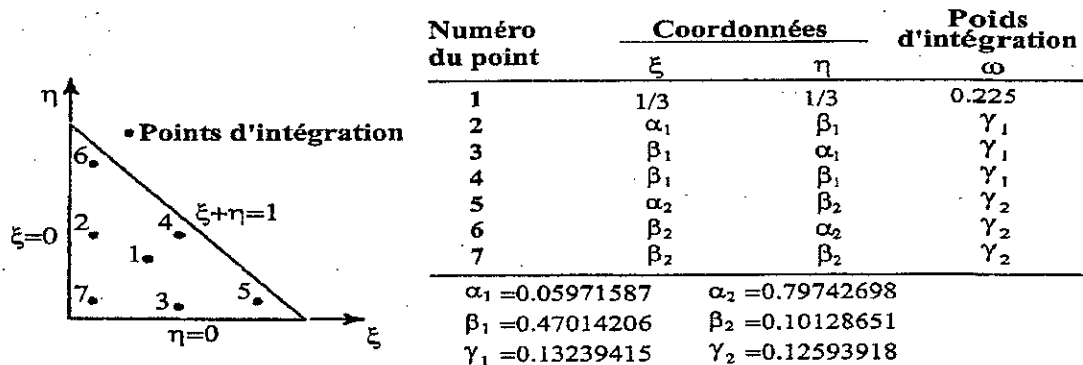 η
• Points d'intégration
6
ξ+η=1
2
4
ξ=0
1
7
3
5
η=0
ξ
Numéro du point Coordonnées Poids d'intégration
ξ η ω
1 1/3 1/3 0.225
2 α₁ β₁ γ₁
3 β₁ α₁ γ₁
4 β₁ β₁ γ₁
5 α₂ β₂ γ₂
6 β₂ α₂ γ₂
7 β₂ β₂ γ₂
α₁ =0.05971587 α₂ =0.79742698
β₁ =0.47014206 β₂ =0.10128651
γ₁ =0.13239415 γ₂ =0.12593918